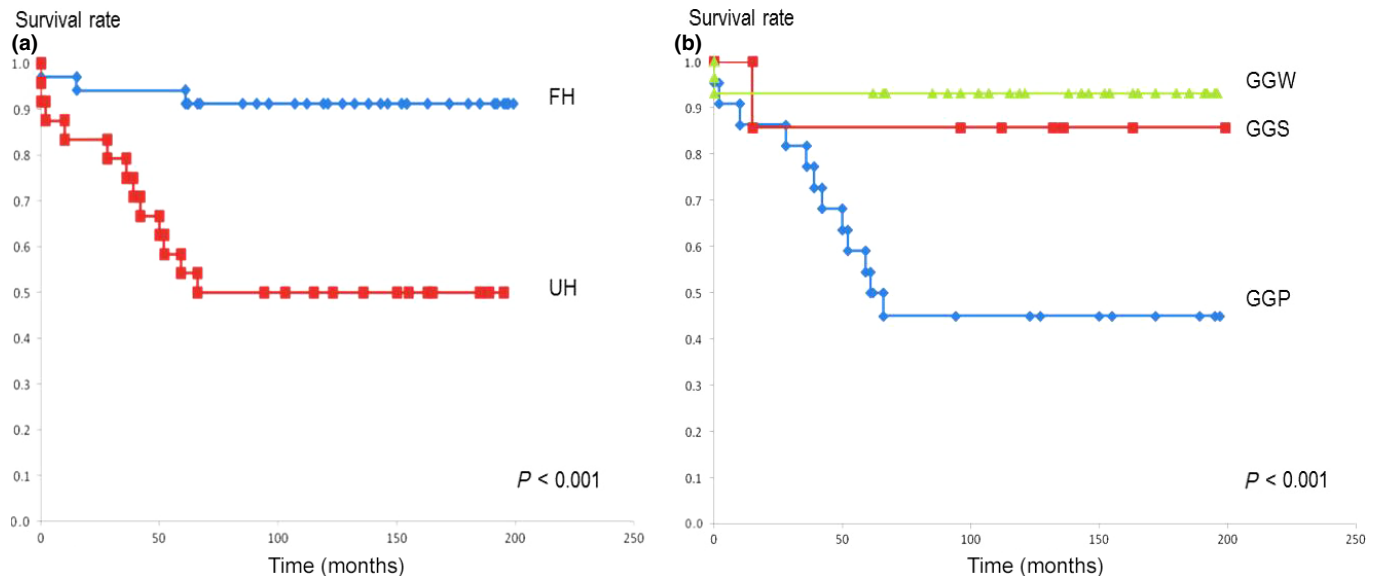 Survival rate
(a)
1.0
0.9
0.8
0.7
0.6
0.5
0.4
0.3
0.2
0.1
0.0
0 50 100 150 200 250
Time (months)
FH
UH
P < 0.001
Survival rate
(b)
1.0
0.9
0.8
0.7
0.6
0.5
0.4
0.3
0.2
0.1
0.0
0 50 100 150 200 250
Time (months)
GGW
GGS
GGP
P < 0.001